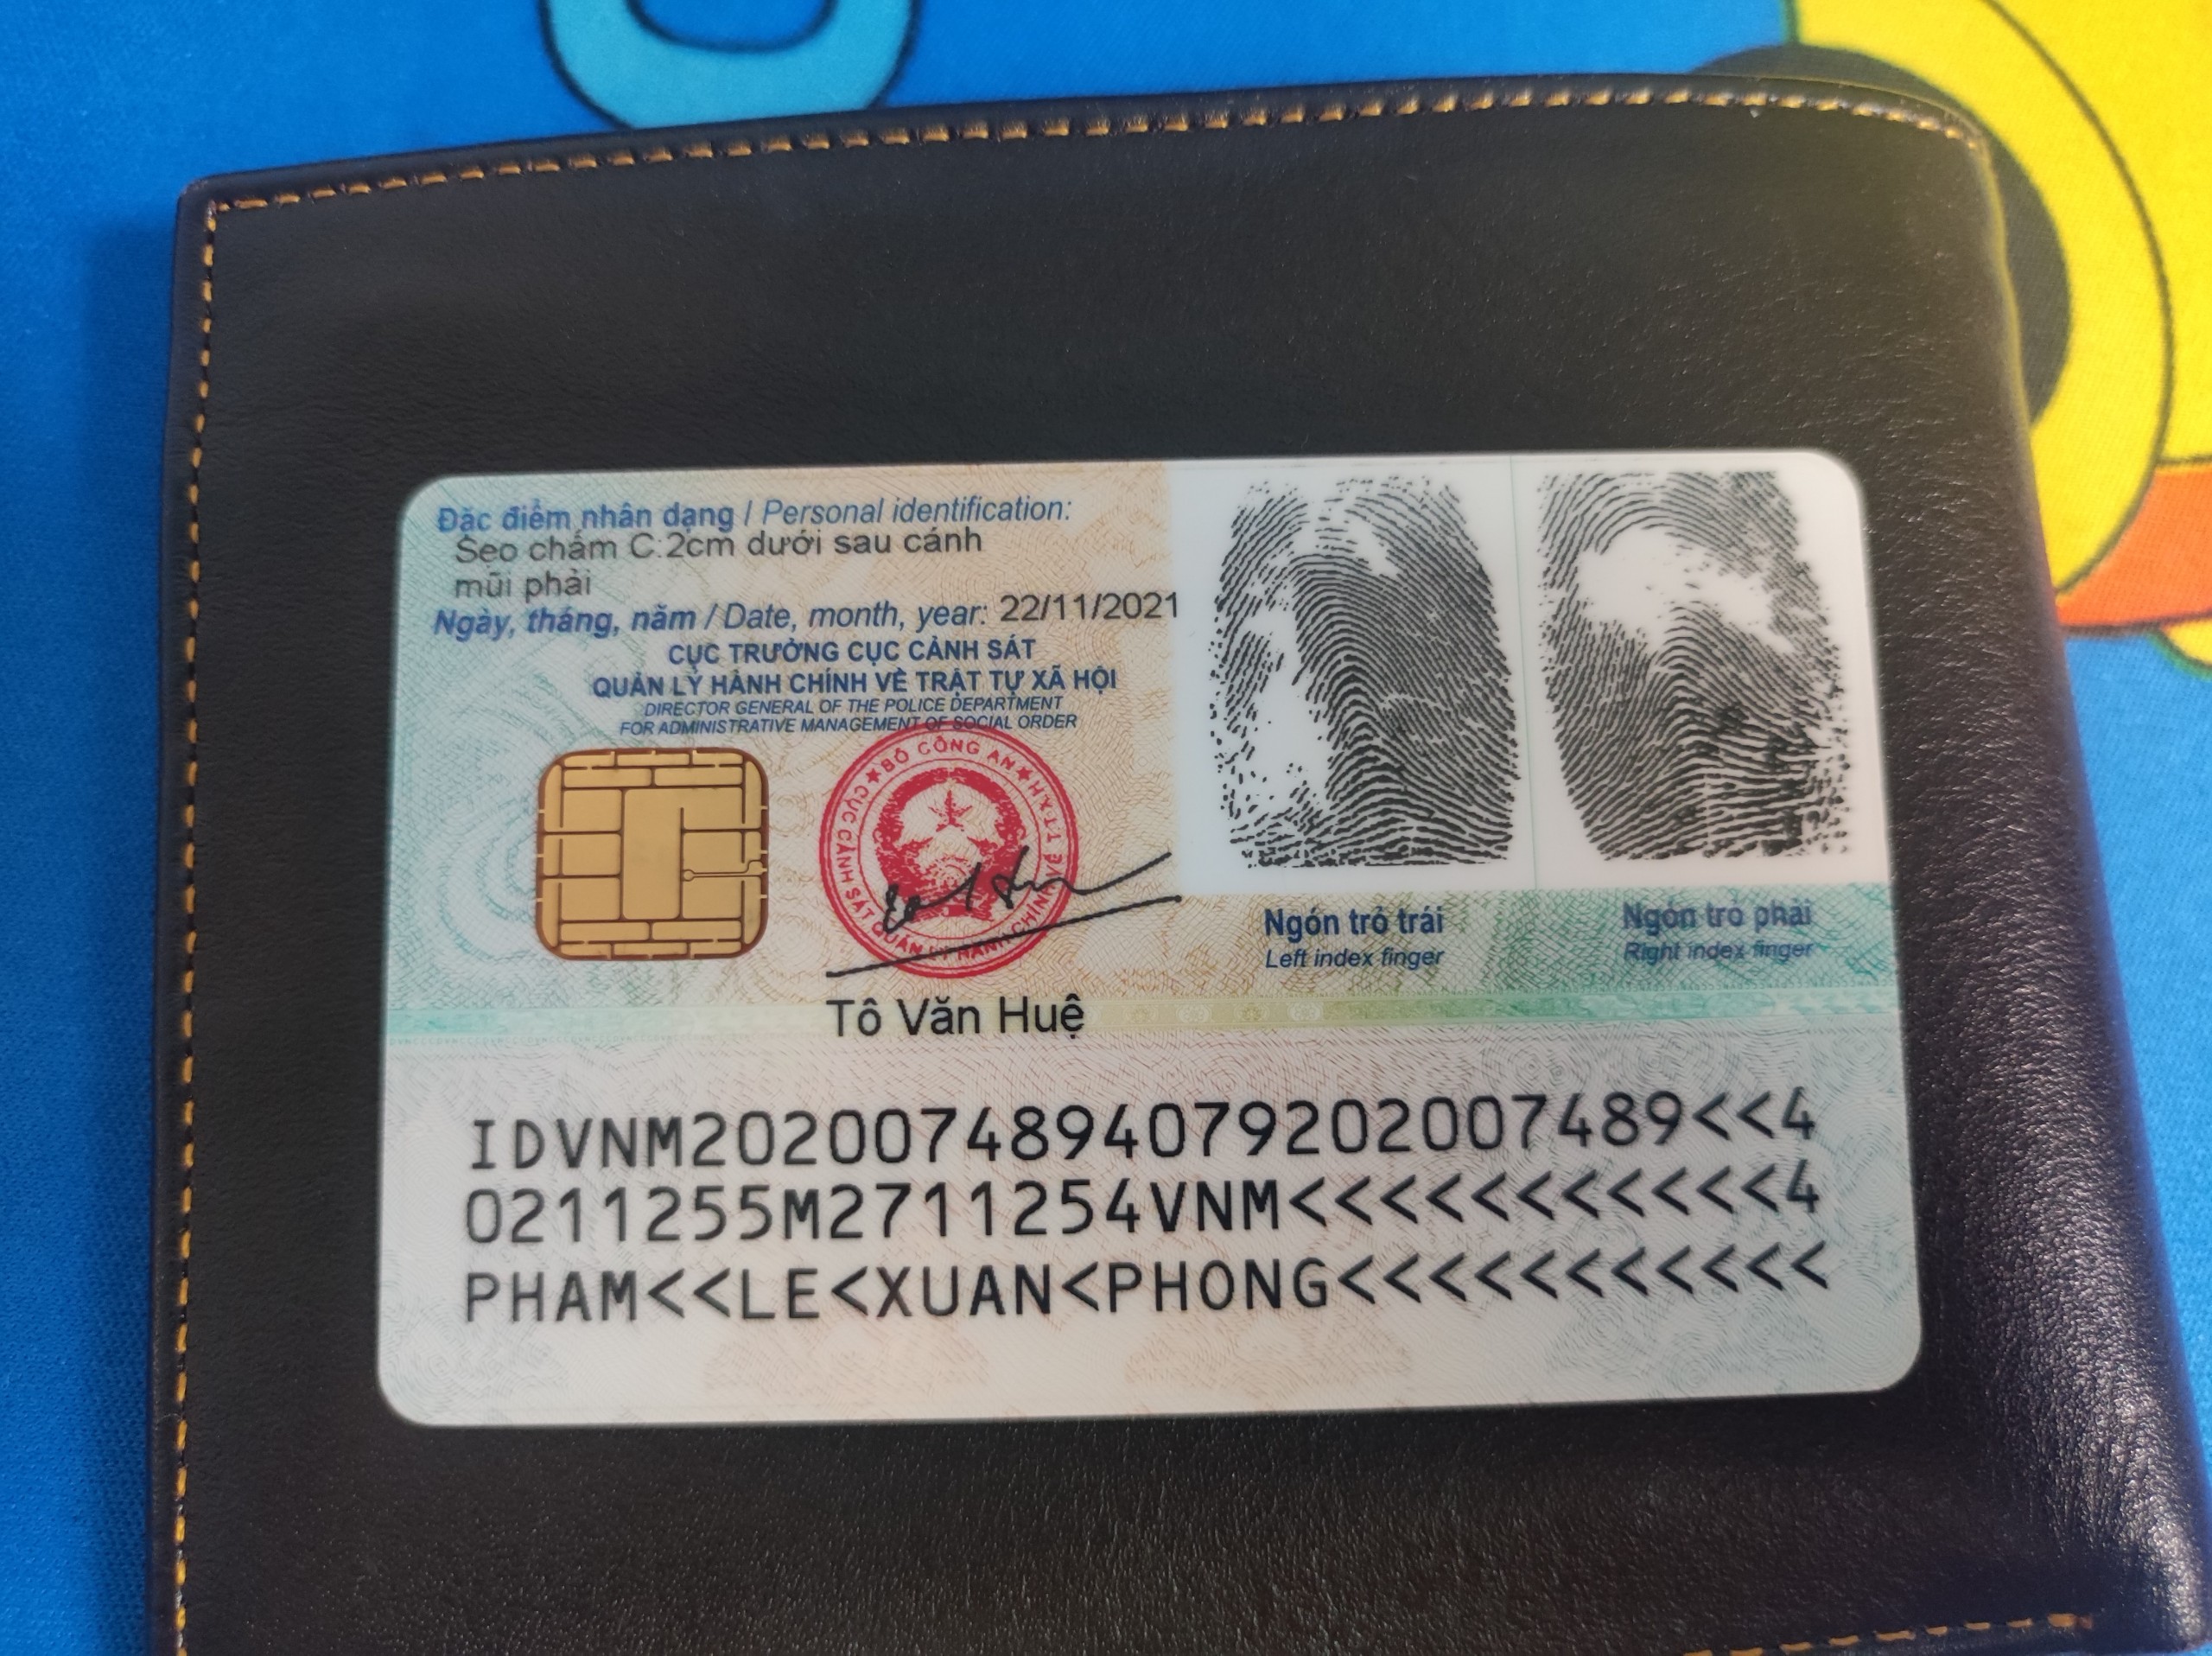 Đặc điểm nhân dạng / Personal identification:
Sẹo chấm C.2cm dưới sau cánh
mũi phải
Ngày, tháng, năm / Date, month, year: 22/11/2021
CỤC TRƯỞNG CỤC CẢNH SÁT
QUẢN LÝ HÀNH CHÍNH VỀ TRẬT TỰ XÃ HỘI
DIRECTOR GENERAL OF THE POLICE DEPARTMENT
FOR ADMINISTRATIVE MANAGEMENT OF SOCIAL ORDER
BỘ CÔNG AN
CỤC CẢNH SÁT QUẢN LÝ HÀNH CHÍNH VỀ TTXH
Tô Văn Huệ
Ngón trỏ trái
Left index finger
Ngón trỏ phải
Right index finger
IDVNM2020074894079202007489<<4
0211255M2711254VNM<<<<<<<<<<<4
PHAM<<LE<XUAN<PHONG<<<<<<<<<<<